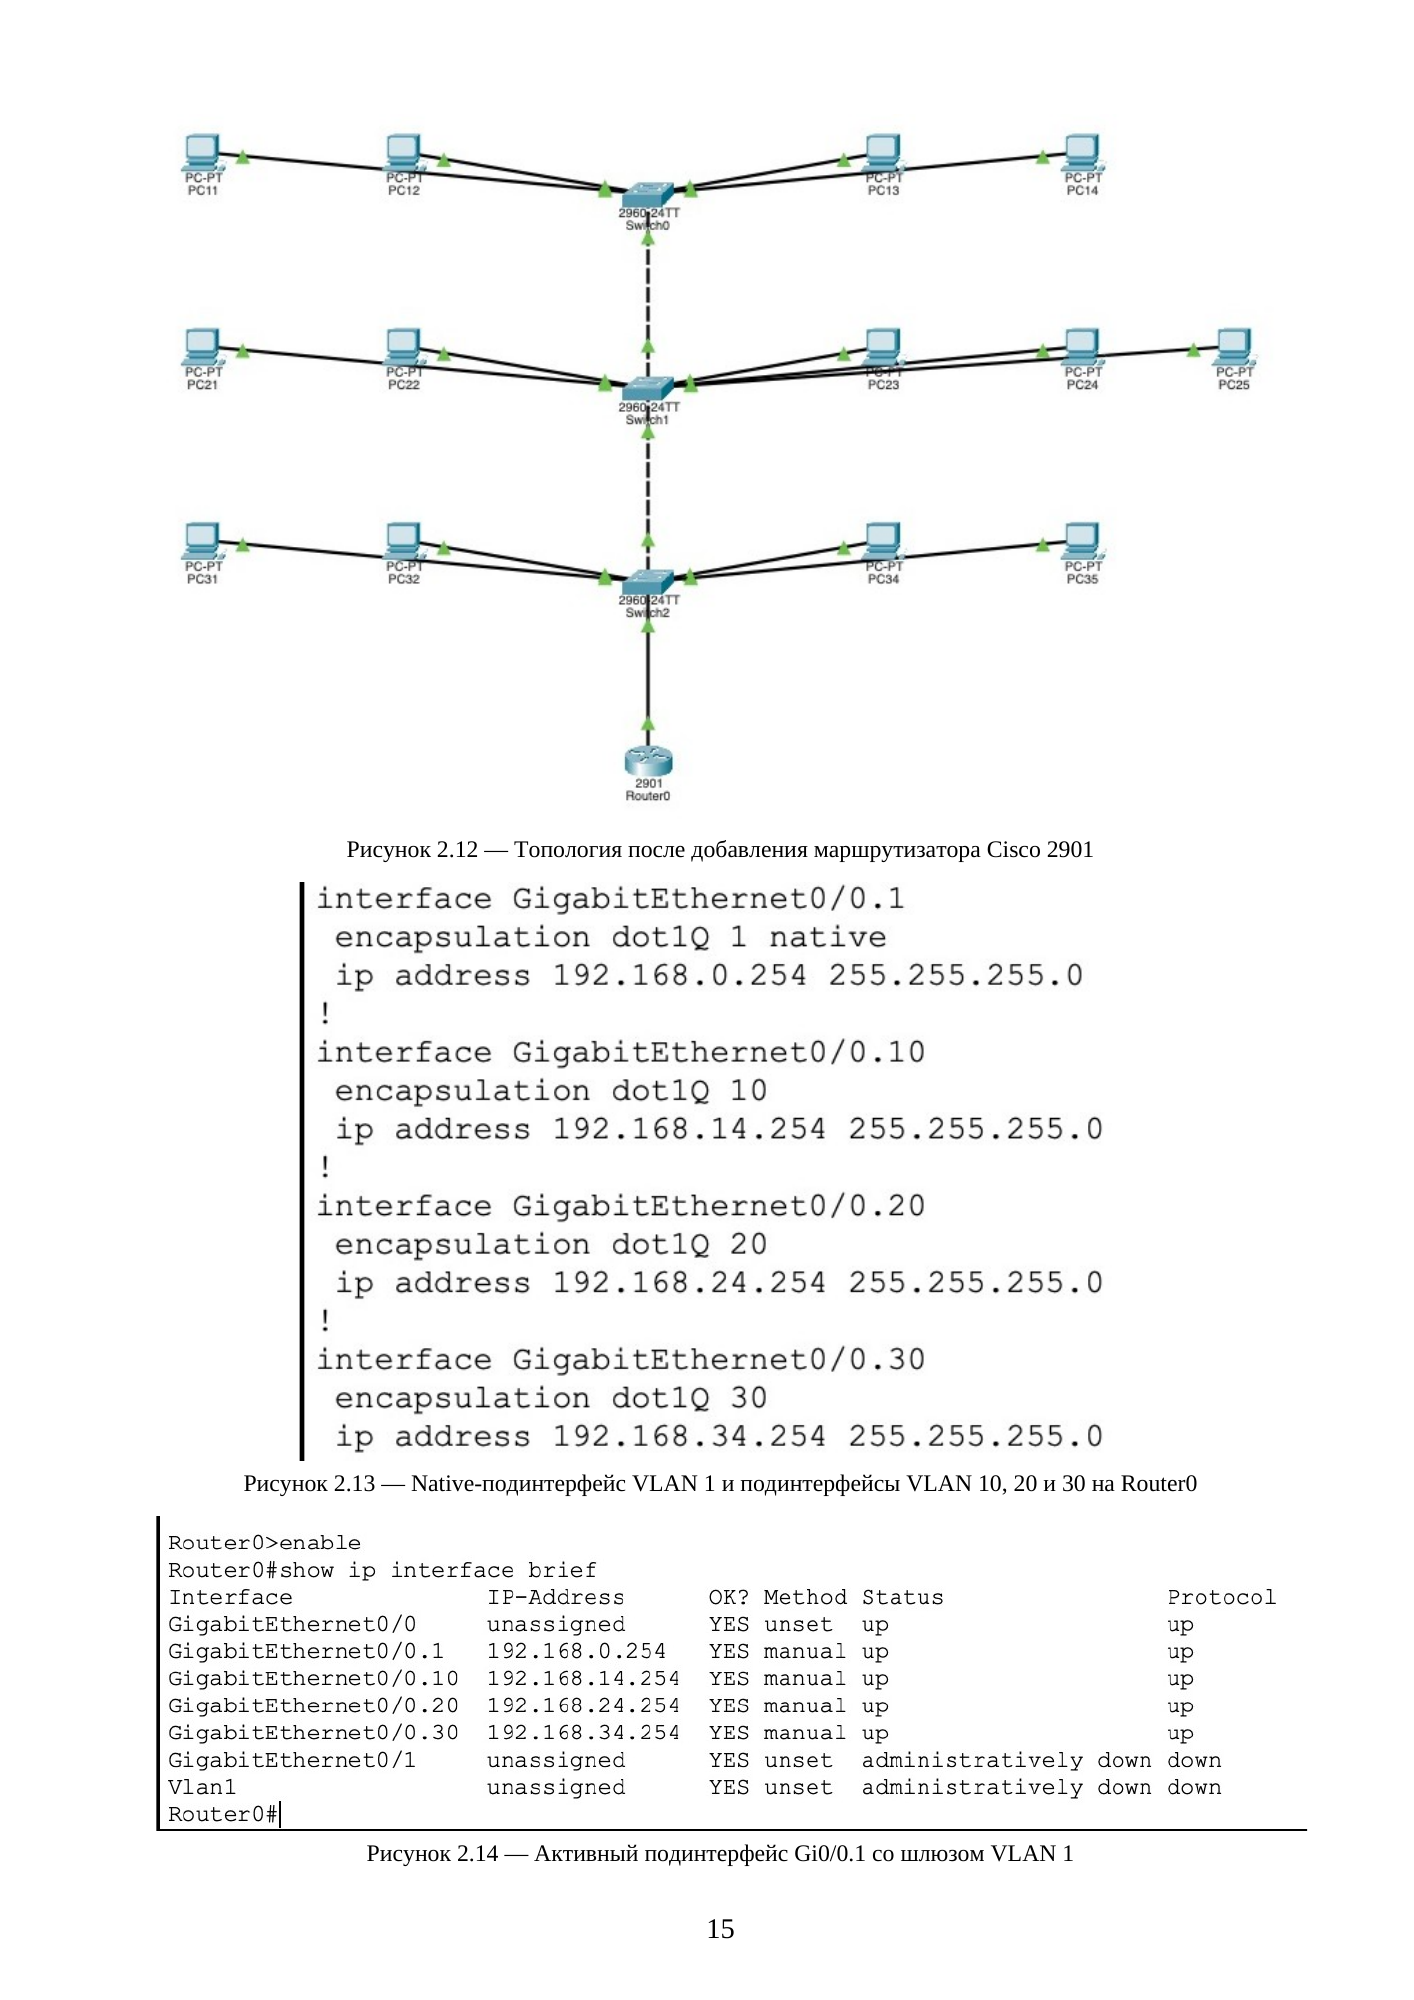 PC-PT PC-PT PC-PT PC-PT
PC11 PC12 PC13 PC14
2960-24TT
Switch0
PC-PT PC-PT PC-PT PC-PT PC-PT
PC21 PC22 PC23 PC24 PC25
2960-24TT
Switch1
PC-PT PC-PT PC-PT PC-PT
PC31 PC32 PC34 PC35
2960-24TT
Switch2
2901
Router0
Рисунок 2.12 — Топология после добавления маршрутизатора Cisco 2901
interface GigabitEthernet0/0.1
encapsulation dot1Q 1 native
ip address 192.168.0.254 255.255.255.0
!
interface GigabitEthernet0/0.10
encapsulation dot1Q 10
ip address 192.168.14.254 255.255.255.0
!
interface GigabitEthernet0/0.20
encapsulation dot1Q 20
ip address 192.168.24.254 255.255.255.0
!
interface GigabitEthernet0/0.30
encapsulation dot1Q 30
ip address 192.168.34.254 255.255.255.0
Рисунок 2.13 — Native-подинтерфейс VLAN 1 и подинтерфейсы VLAN 10, 20 и 30 на Router0
Router0>enable
Router0#show ip interface brief
Interface IP-Address OK? Method Status Protocol
GigabitEthernet0/0 unassigned YES unset up up
GigabitEthernet0/0.1 192.168.0.254 YES manual up up
GigabitEthernet0/0.10 192.168.14.254 YES manual up up
GigabitEthernet0/0.20 192.168.24.254 YES manual up up
GigabitEthernet0/0.30 192.168.34.254 YES manual up up
GigabitEthernet0/1 unassigned YES unset administratively down down
Vlan1 unassigned YES unset administratively down down
Router0#
Рисунок 2.14 — Активный подинтерфейс Gi0/0.1 со шлюзом VLAN 1
15